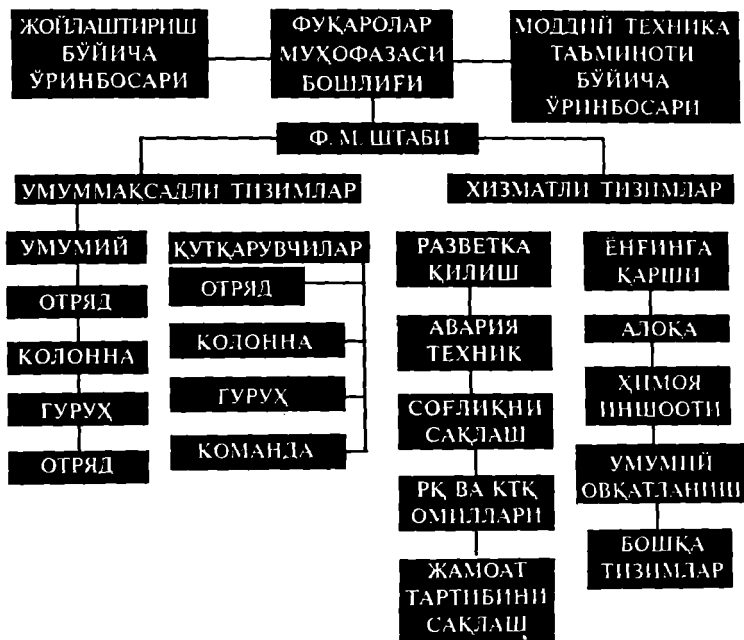 ЖОЙЛАШТИРИШ
БЎЙИЧА
ЎРИНБОСАРИ
ФУҚАРОЛАР
МУҲОФАЗАСИ
БОШЛИҒИ
МОДДИЙ ТЕХНИКА
ТАЪМИНОТИ
БЎЙИЧА
ЎРИНБОСАРИ
Ф. М. ШТАБИ
УМУММАҚСАДЛИ ТИЗИМЛАР
ХИЗМАТЛИ ТИЗИМЛАР
УМУМИЙ
ОТРЯД
КОЛОННА
ГУРУҲ
ОТРЯД
ҚУТҚАРУВЧИЛАР
ОТРЯД
КОЛОННА
ГУРУҲ
КОМАНДА
РАЗВЕТКА
ҚИЛИШ
АВАРИЯ
ТЕХНИК
СОҒЛИҚНИ
САҚЛАШ
РҚ ВА КТҚ
ОМИЛЛАРИ
ЖАМОАТ
ТАРТИБИНИ
САҚЛАШ
ЁНҒИНГА
ҚАРШИ
АЛОҚА
ҲИМОЯ
ИНШООТИ
УМУМИЙ
ОВҚАТЛАНИШ
БОШҚА
ТИЗИМЛАР